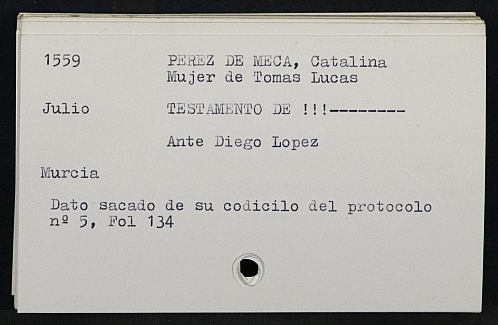 1559 PEREZ DE MECA, Catalina
Mujer de Tomas Lucas
Julio TESTAMENTO DE !!!--------
Ante Diego Lopez
Murcia
Dato sacado de su codicilo del protocolo
nº 5, Fol 134